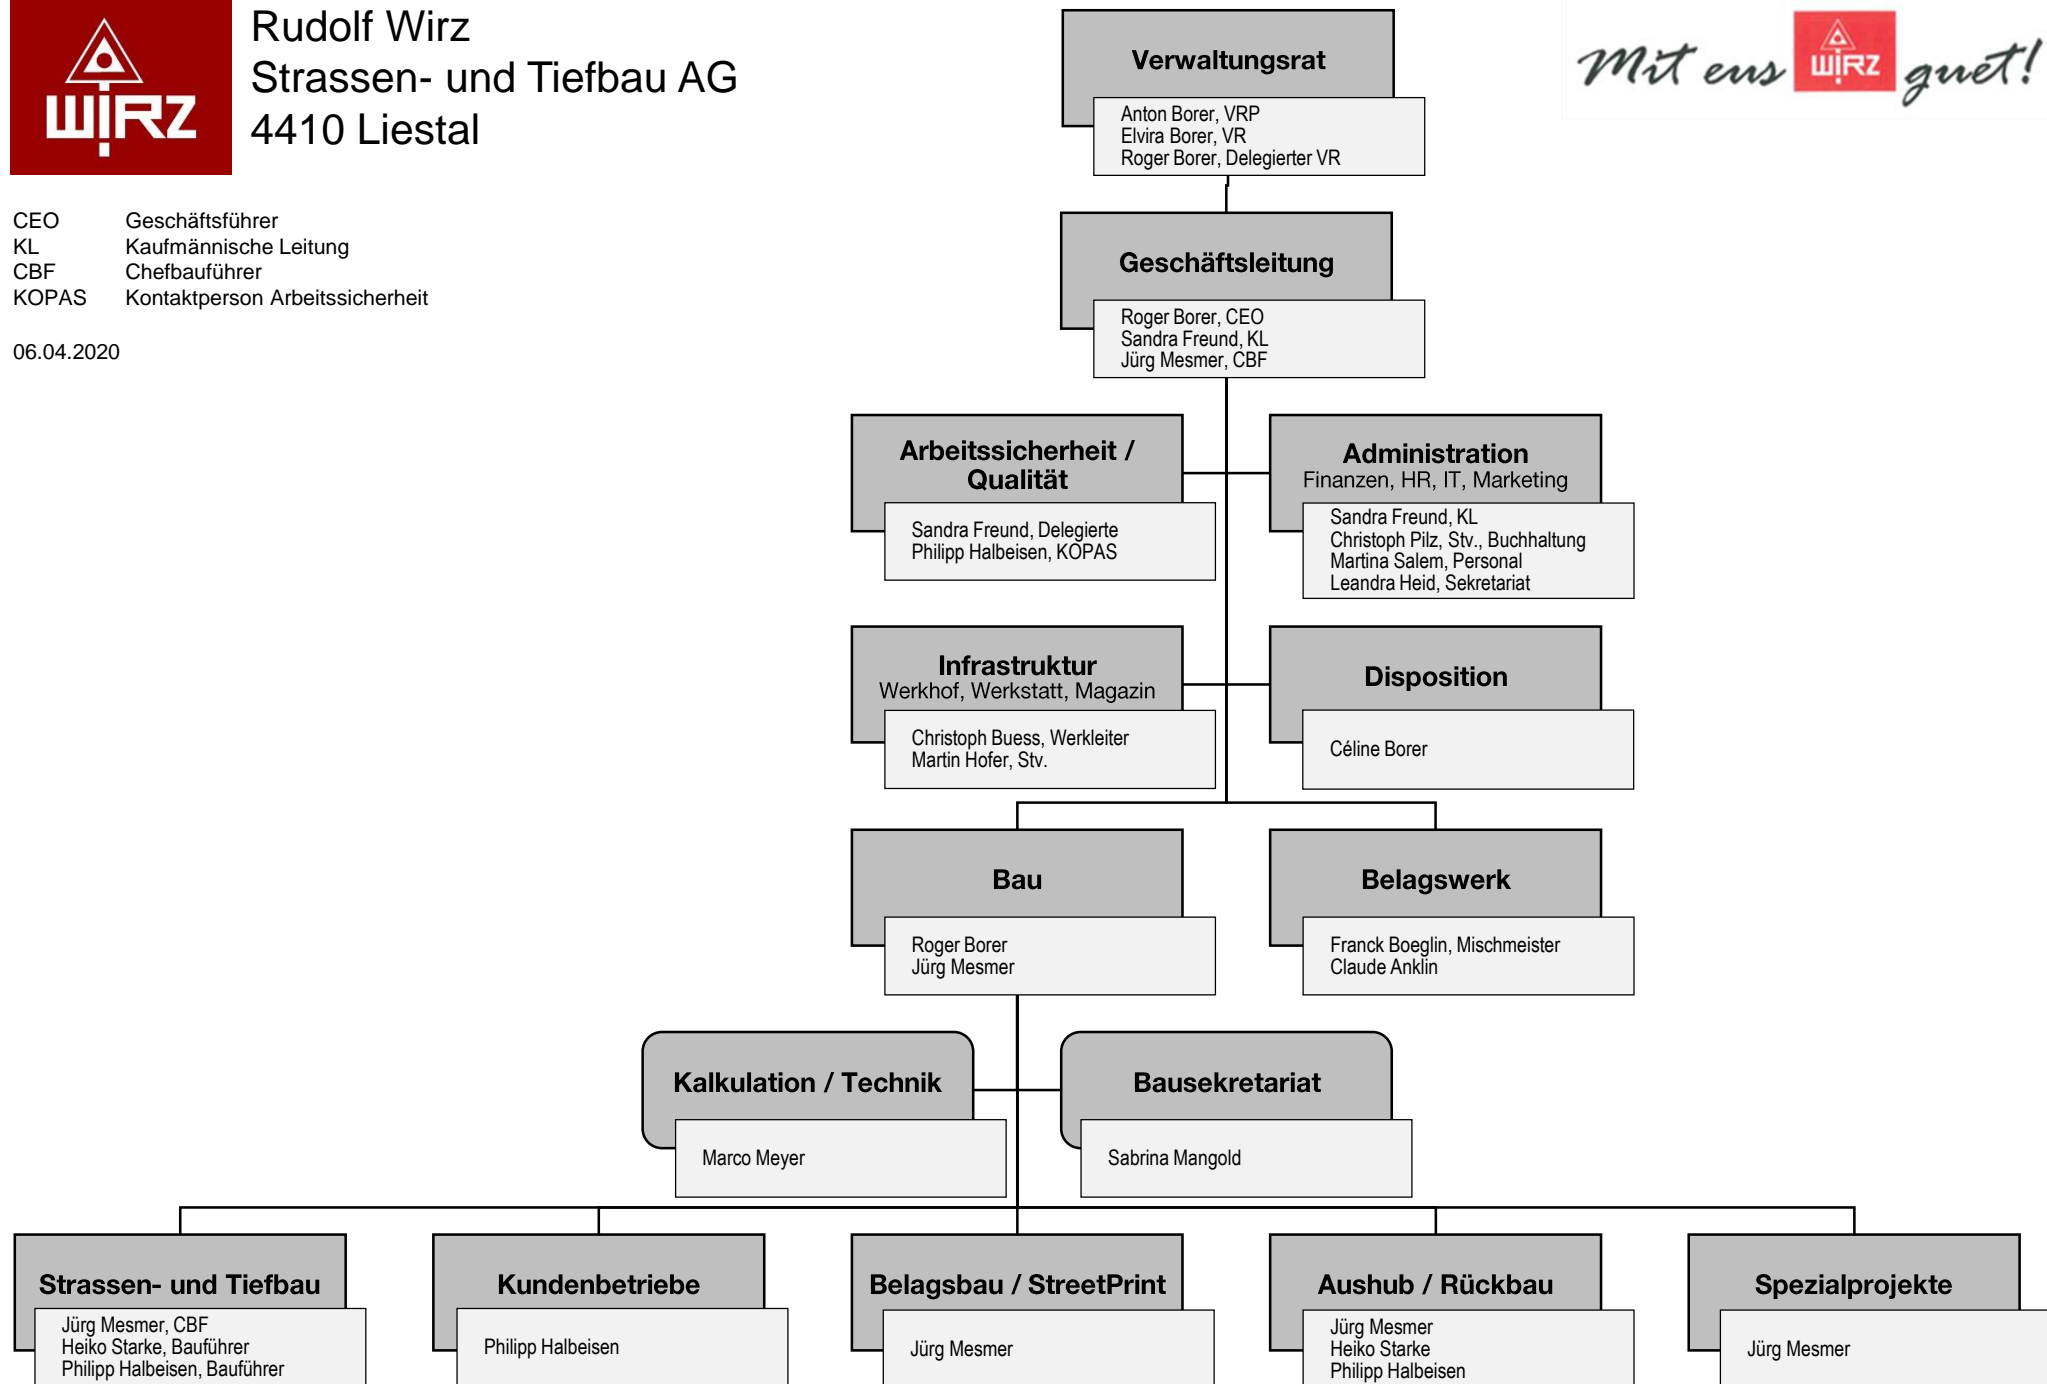 WIRZ
Rudolf Wirz
Strassen- und Tiefbau AG
4410 Liestal
Mit eus WIRZ guet!
CEO Geschäftsführer
KL Kaufmännische Leitung
CBF Chefbauführer
KOPAS Kontaktperson Arbeitssicherheit
06.04.2020
Verwaltungsrat
Anton Borer, VRP
Elvira Borer, VR
Roger Borer, Delegierter VR
Geschäftsleitung
Roger Borer, CEO
Sandra Freund, KL
Jürg Mesmer, CBF
Arbeitssicherheit /
Qualität
Sandra Freund, Delegierte
Philipp Halbeisen, KOPAS
Administration
Finanzen, HR, IT, Marketing
Sandra Freund, KL
Christoph Pilz, Stv., Buchhaltung
Martina Salem, Personal
Leandra Heid, Sekretariat
Infrastruktur
Werkhof, Werkstatt, Magazin
Christoph Buess, Werkleiter
Martin Hofer, Stv.
Disposition
Céline Borer
Bau
Roger Borer
Jürg Mesmer
Belagswerk
Franck Boeglin, Mischmeister
Claude Anklin
Kalkulation / Technik
Marco Meyer
Bausekretariat
Sabrina Mangold
Strassen- und Tiefbau
Jürg Mesmer, CBF
Heiko Starke, Bauführer
Philipp Halbeisen, Bauführer
Kundenbetriebe
Philipp Halbeisen
Belagsbau / StreetPrint
Jürg Mesmer
Aushub / Rückbau
Jürg Mesmer
Heiko Starke
Philipp Halbeisen
Spezialprojekte
Jürg Mesmer